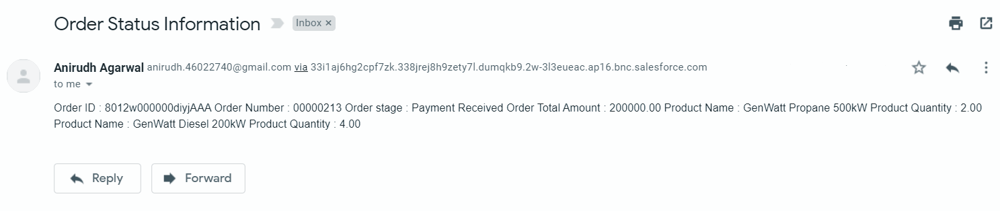 Order Status Information Inbox ×
Anirudh Agarwal anirudh.46022740@gmail.com via 33i1aj6hg2cpf7zk.338jrej8h9zety7l.dumqkb9.2w-3l3eueac.ap16.bnc.salesforce.com
to me
Order ID : 8012w000000diyjAAA Order Number : 00000213 Order stage : Payment Received Order Total Amount : 200000.00 Product Name : GenWatt Propane 500kW Product Quantity : 2.00
Product Name : GenWatt Diesel 200kW Product Quantity : 4.00
Reply Forward